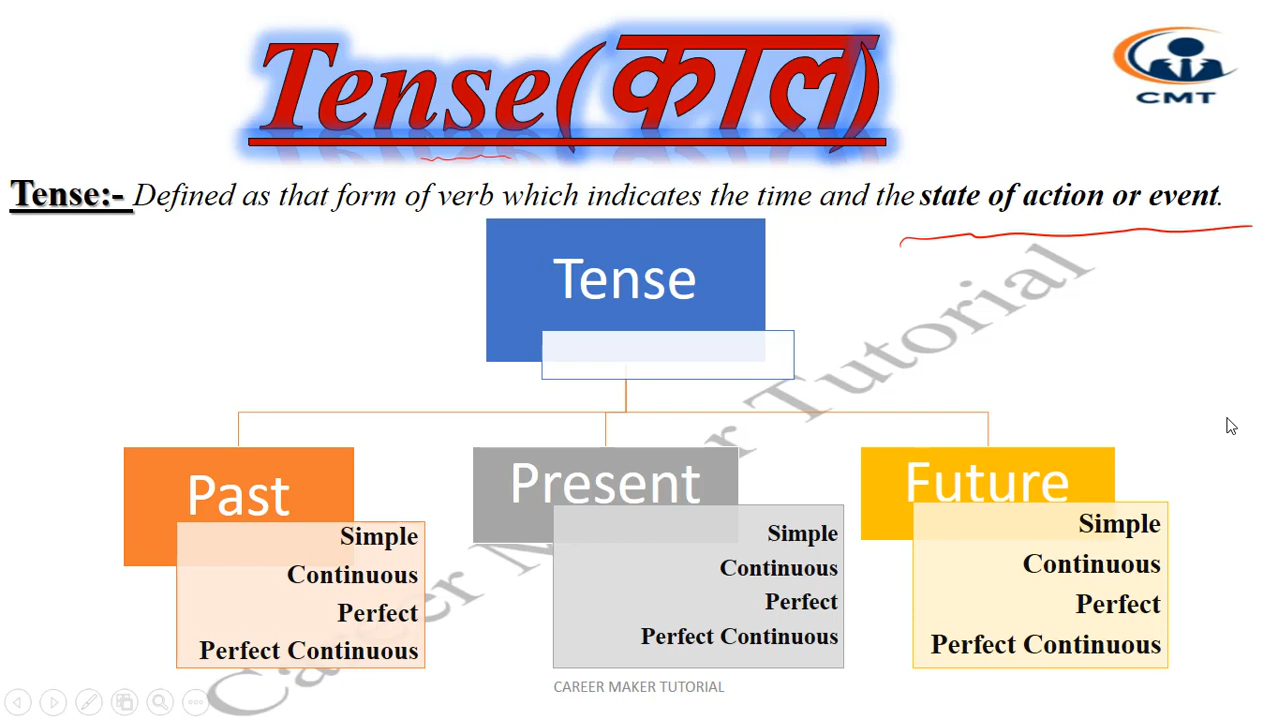 Tense(काल)
CMT
Tense:- Defined as that form of verb which indicates the time and the state of action or event.
Tense
Past
Simple
Continuous
Perfect
Perfect Continuous
Present
Simple
Continuous
Perfect
Perfect Continuous
Future
Simple
Continuous
Perfect
Perfect Continuous
Career Maker Tutorial
CAREER MAKER TUTORIAL